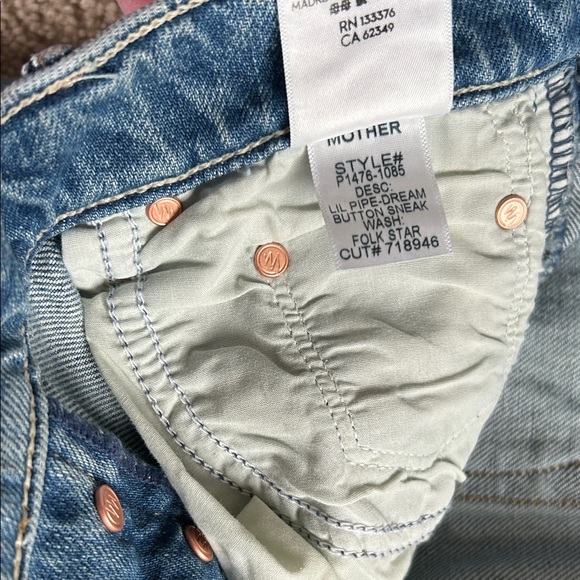 MADE
RN 133376
CA 62349
MOTHER
STYLE#
P1476-1085
DESC:
LIL PIPE-DREAM
BUTTON SNEAK
WASH:
FOLK STAR
CUT# 718946